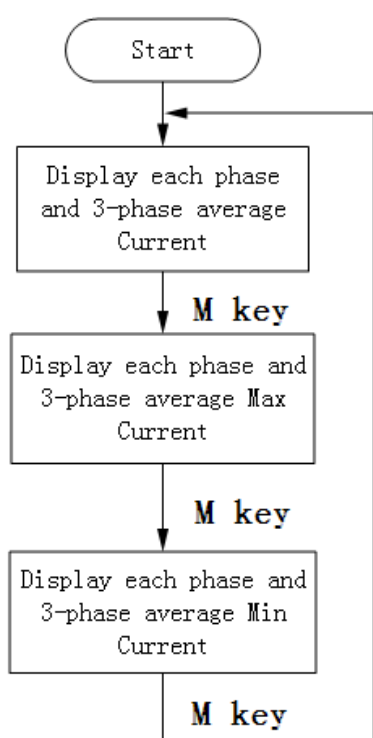 Start
Display each phase
and 3-phase average
Current
M key
Display each phase and
3-phase average Max
Current
M key
Display each phase and
3-phase average Min
Current
M key